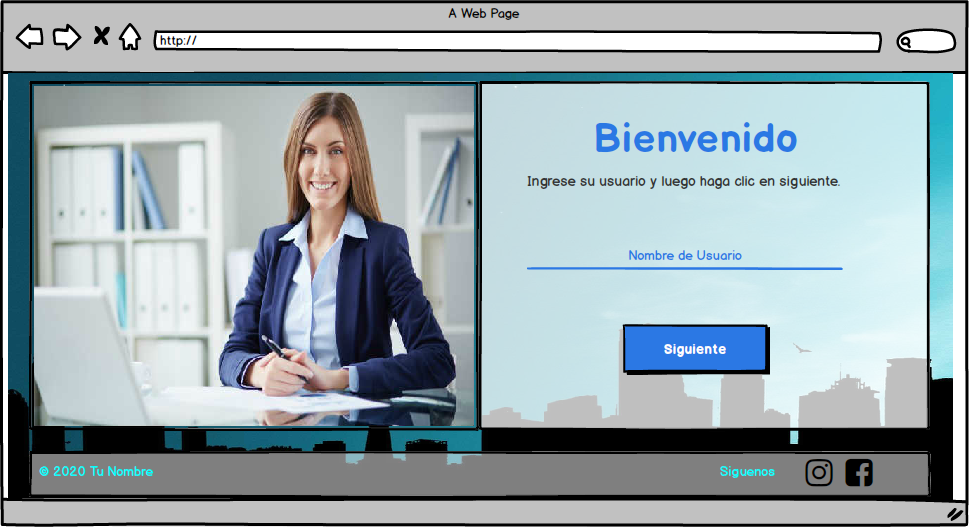 A Web Page
http://
Bienvenido
Ingrese su usuario y luego haga clic en siguiente.
Nombre de Usuario
Siguiente
© 2020 Tu Nombre
Siguenos